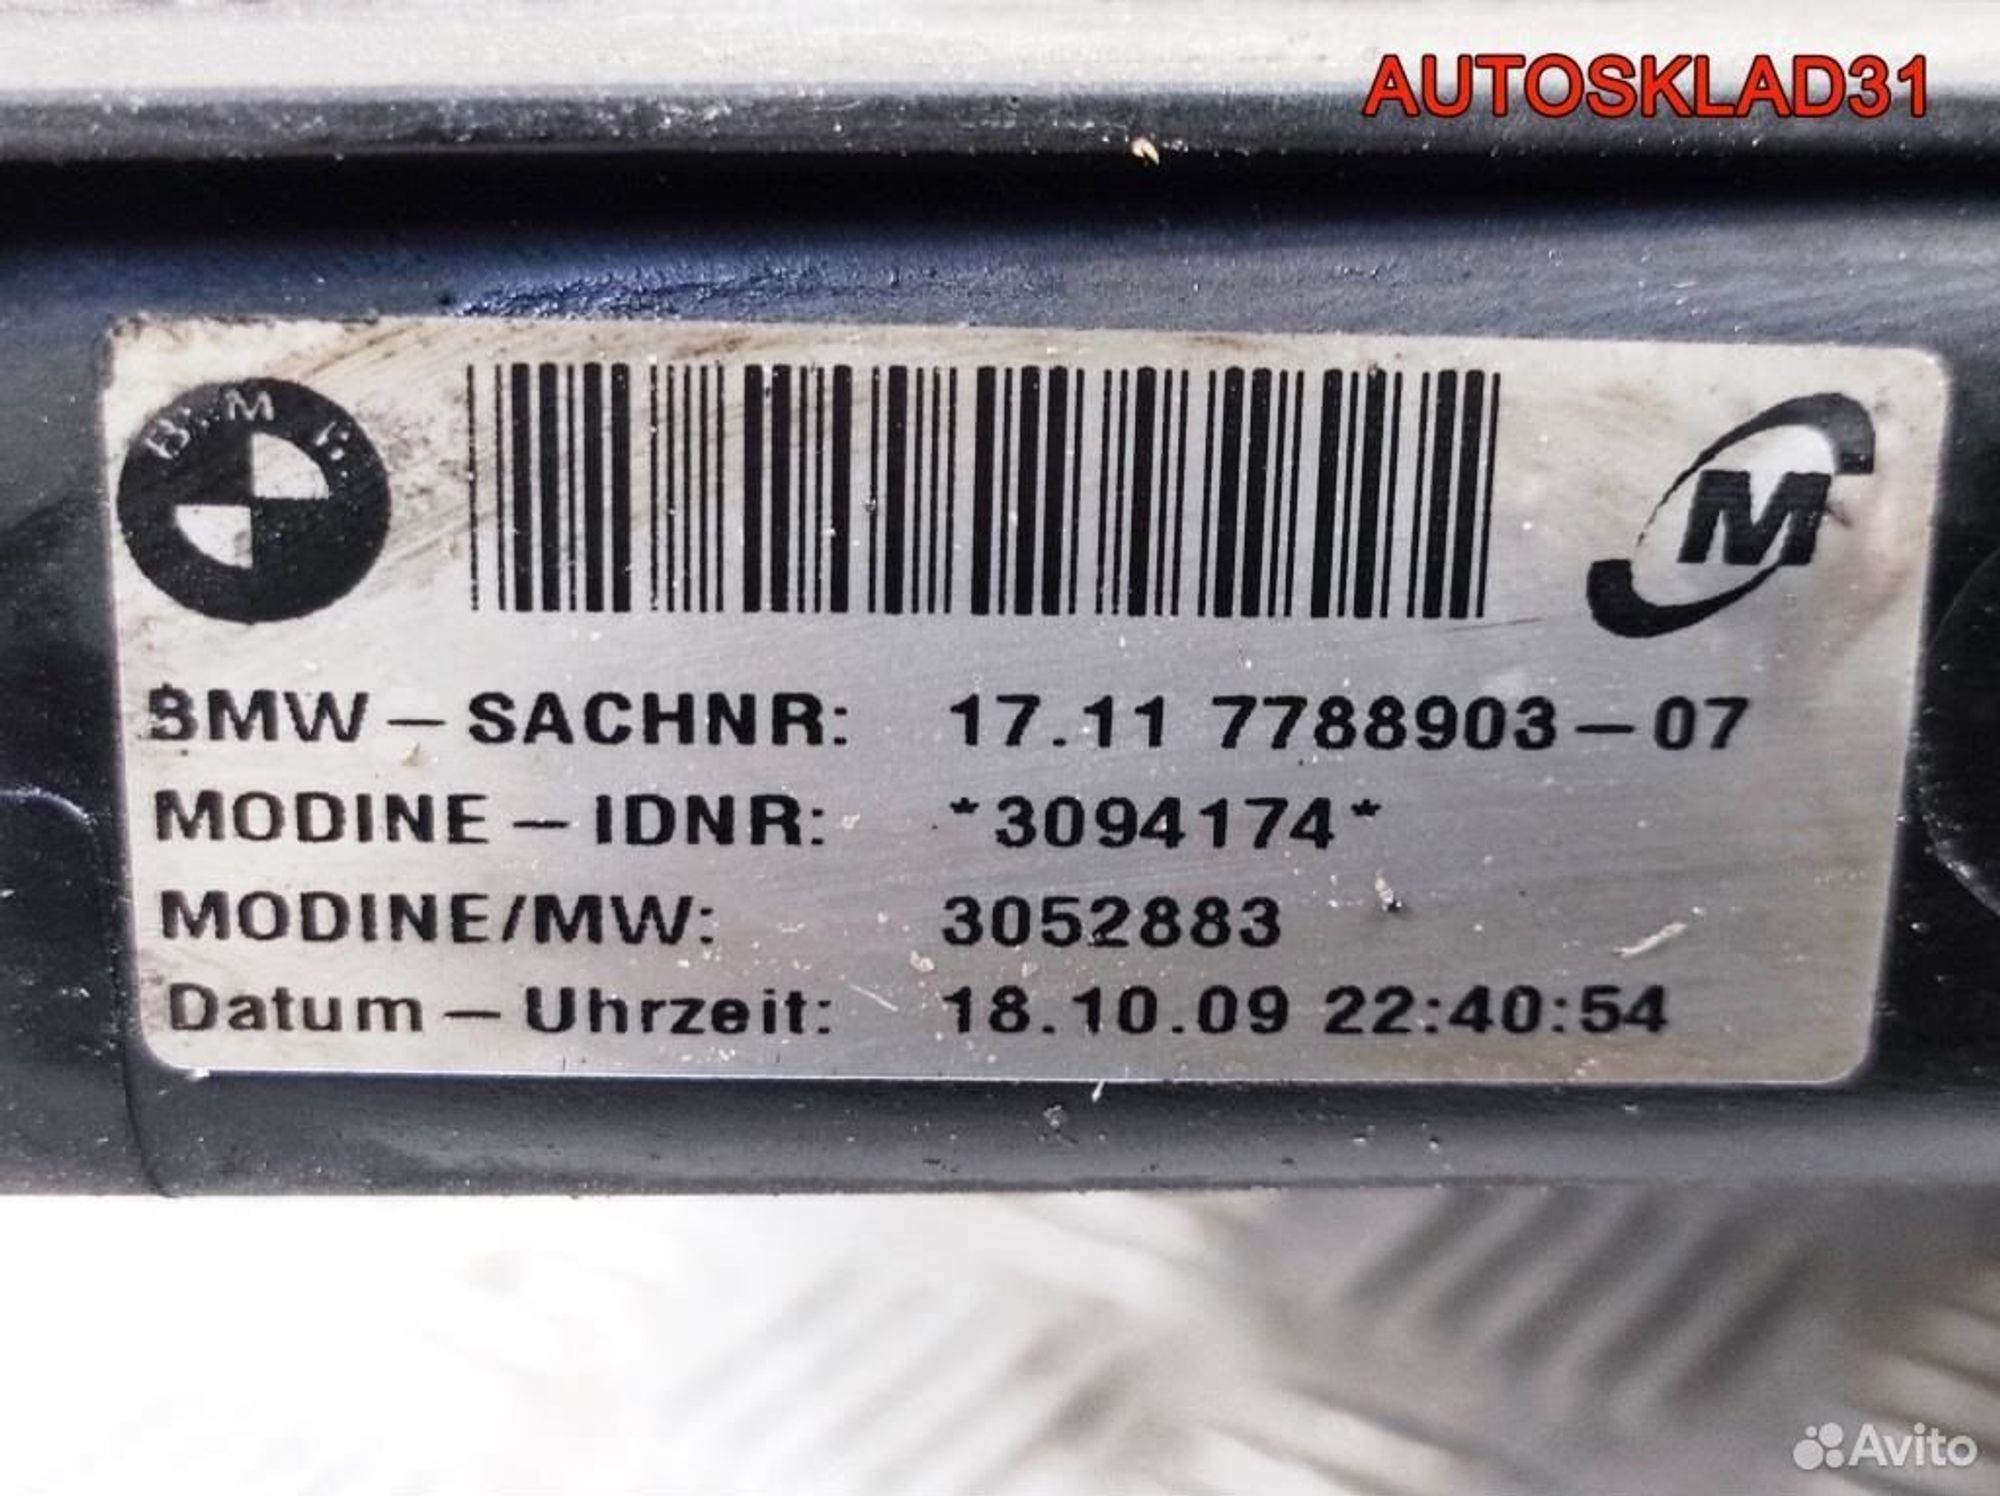 AUTOSKLAD31
BMW
M
BMW-SACHNR: 17.11 7788903-07
MODINE-IDNR: *3094174*
MODINE/MW: 3052883
Datum-Uhrzeit: 18.10.09 22:40:54
Avito